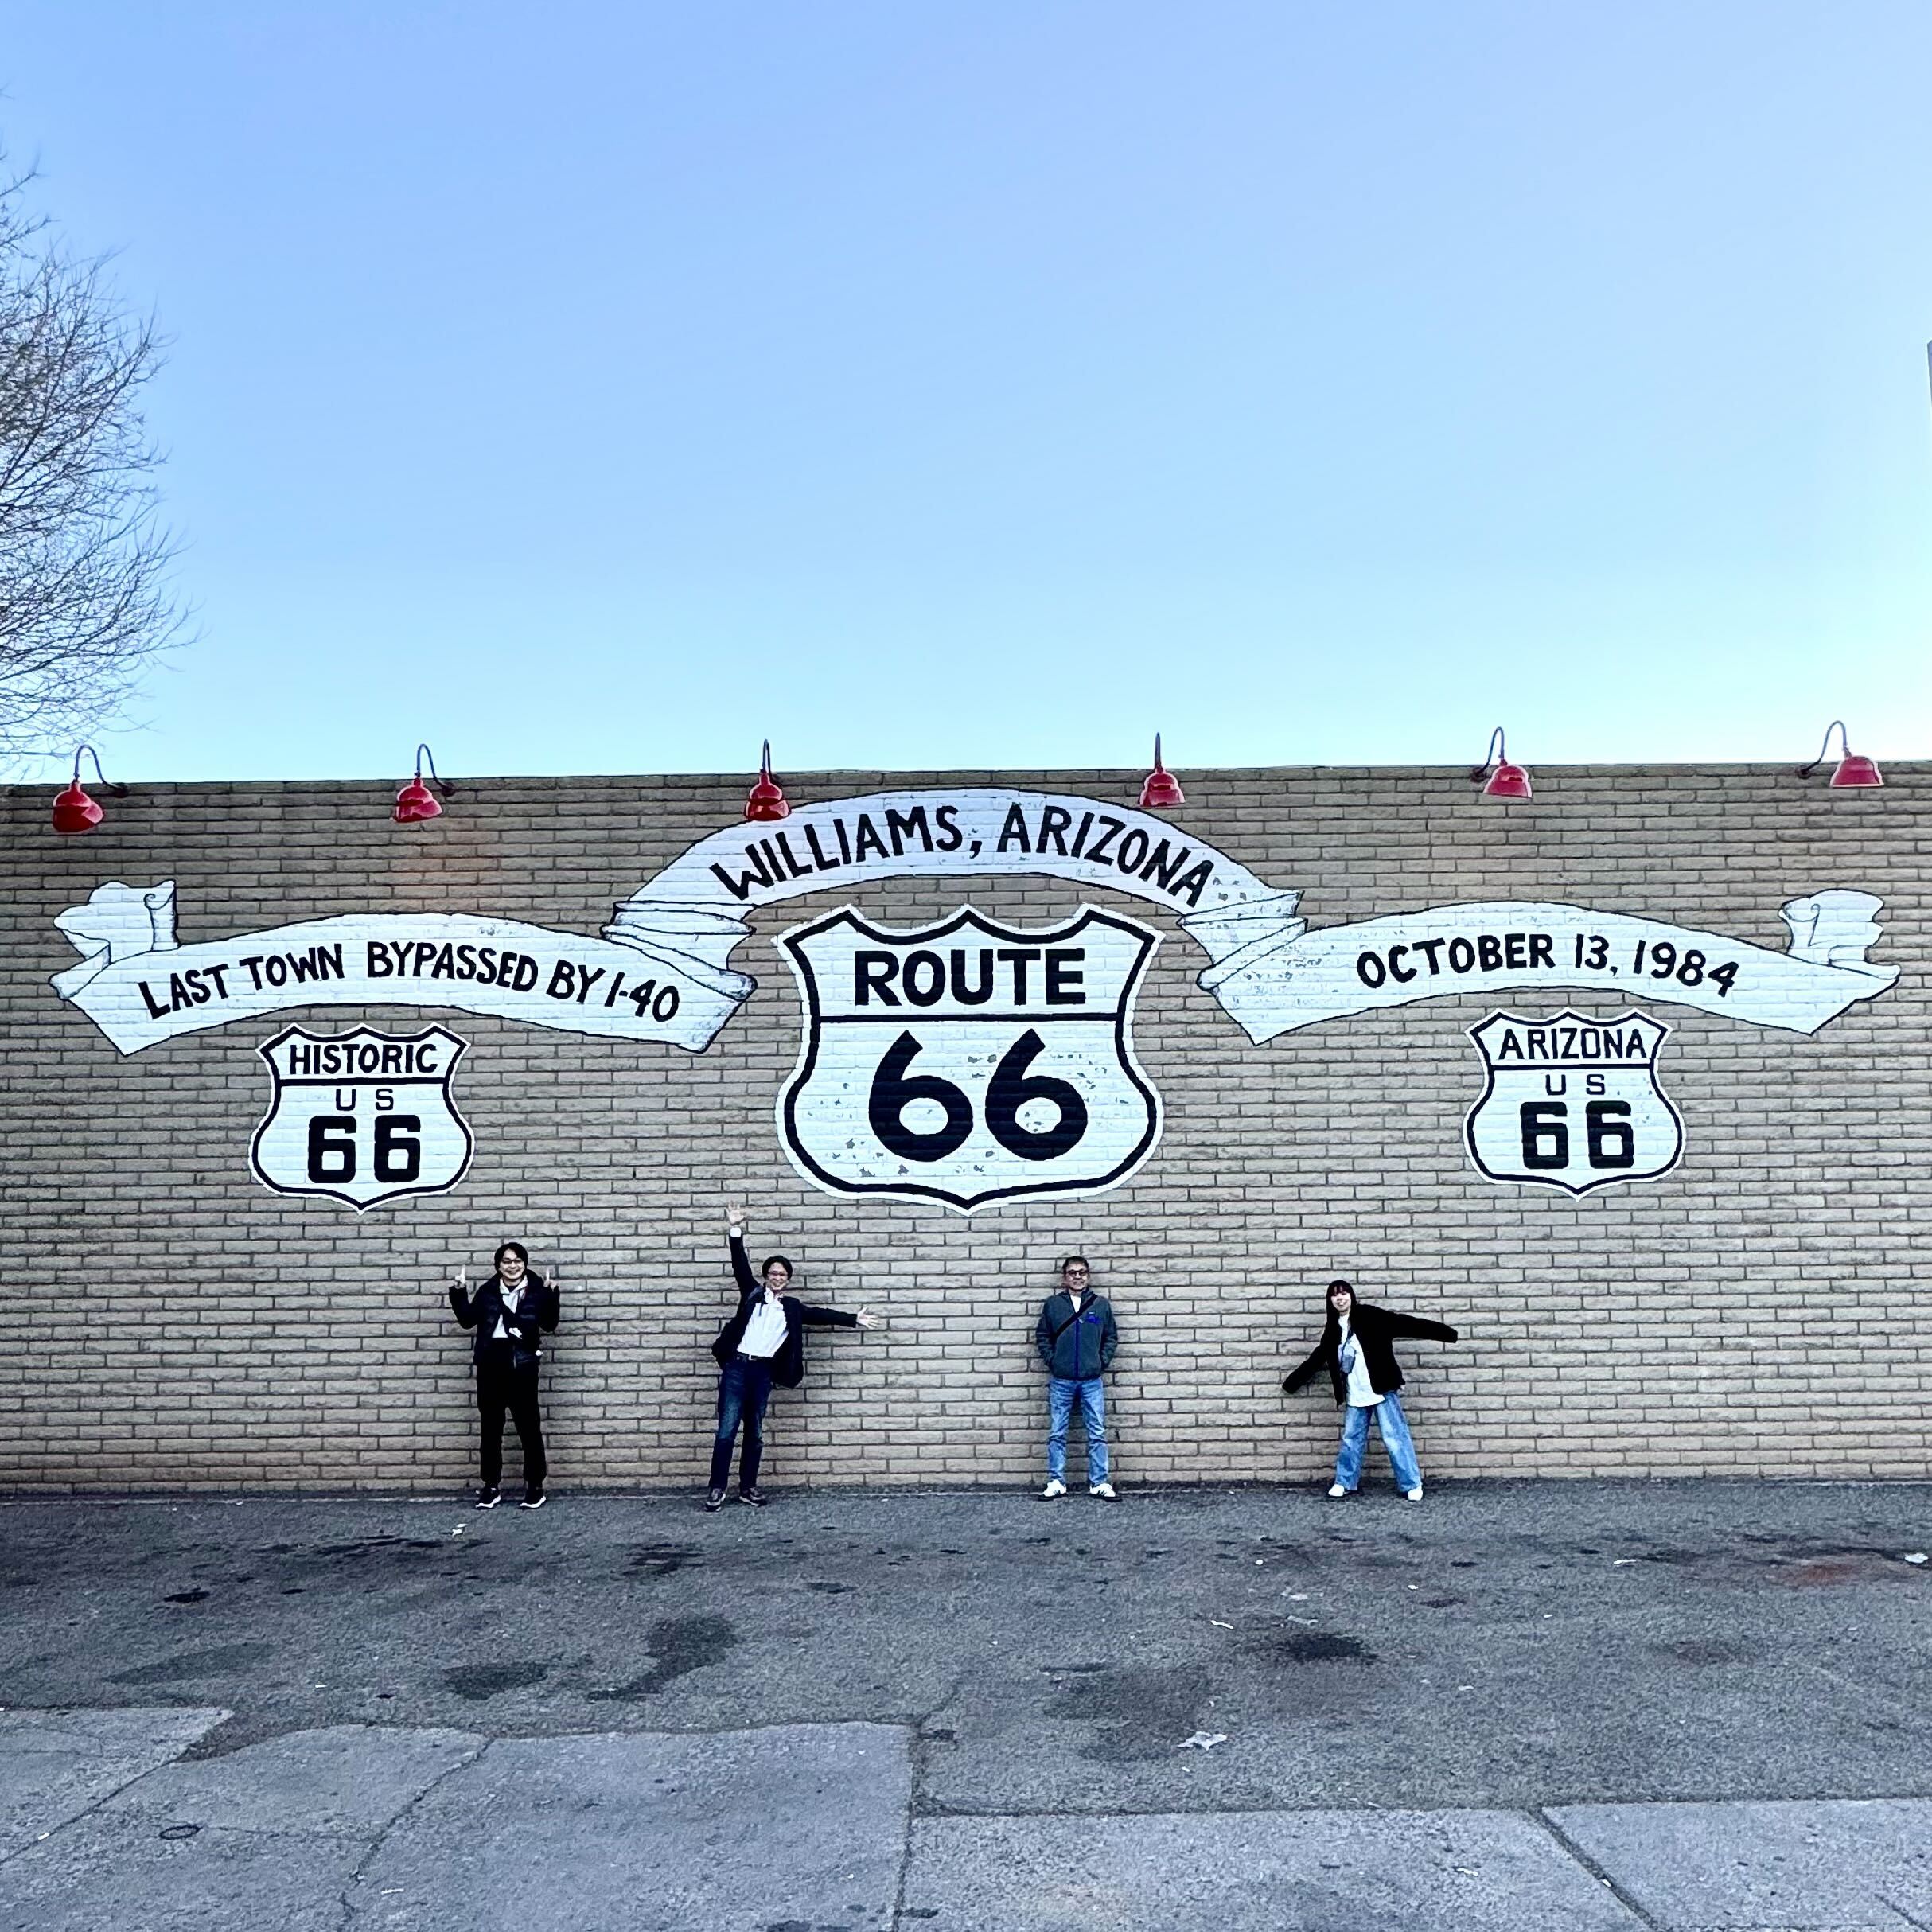 WILLIAMS, ARIZONA
LAST TOWN BYPASSED BY I-40
OCTOBER 13, 1984
HISTORIC
US
66
ROUTE
66
ARIZONA
US
66